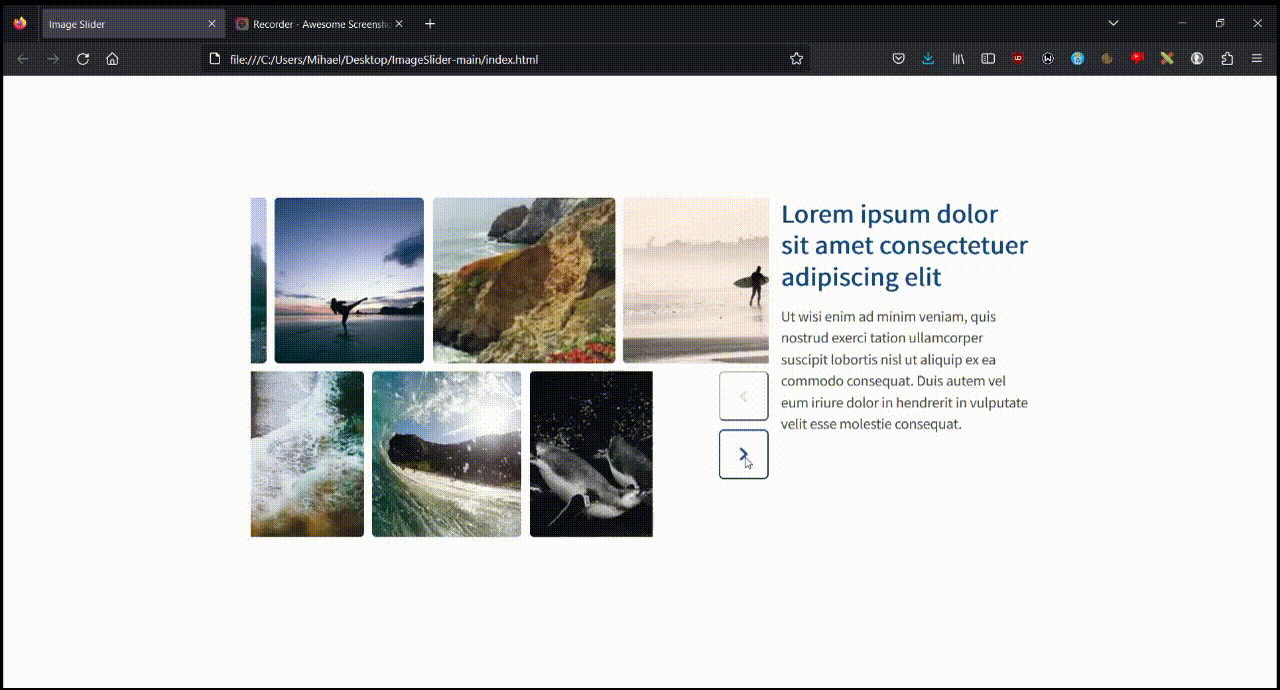 Image Slider
Recorder - Awesome Screensho
file:///C:/Users/Mihael/Desktop/ImageSlider-main/index.html
Lorem ipsum dolor
sit amet consectetuer
adipiscing elit
Ut wisi enim ad minim veniam, quis
nostrud exerci tation ullamcorper
suscipit lobortis nisl ut aliquip ex ea
commodo consequat. Duis autem vel
eum iriure dolor in hendrerit in vulputate
velit esse molestie consequat.